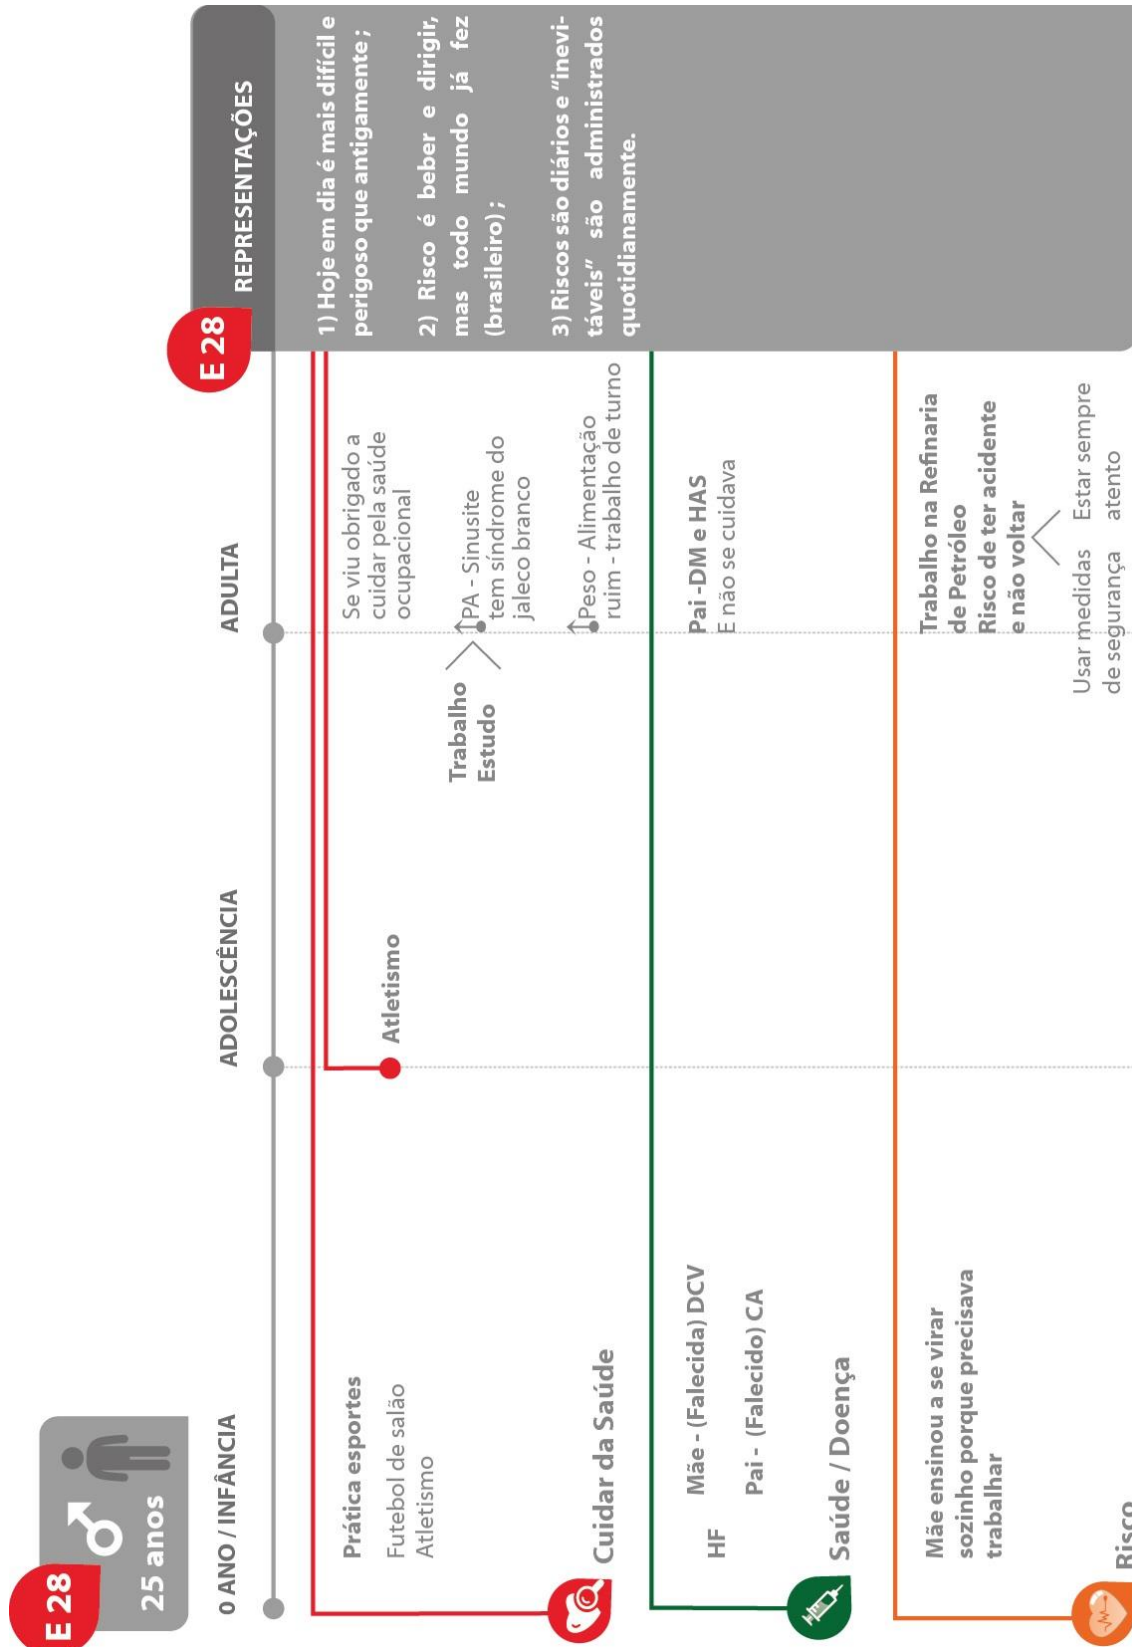 E 28
25 anos
0 ANO / INFÂNCIA
ADOLESCÊNCIA
ADULTA
E 28
REPRESENTAÇÕES
Prática esportes
Futebol de salão
Atletismo
Cuidar da Saúde
Atletismo
Trabalho
Estudo
Se viu obrigado a
cuidar pela saúde
ocupacional
PA - Sinusite
tem síndrome do
jaleco branco
Peso - Alimentação
ruim - trabalho de turno
HF
Mãe - (Falecida) DCV
Pai - (Falecido) CA
Saúde / Doença
Pai -DM e HAS
E não se cuidava
Mãe ensinou a se virar
sozinho porque precisava
trabalhar
Risco
Trabalho na Refinaria
de Petróleo
Risco de ter acidente
e não voltar
Usar medidas
de segurança
Estar sempre
atento
1) Hoje em dia é mais difícil e
perigoso que antigamente ;
2) Risco é beber e dirigir,
mas todo mundo já fez
(brasileiro) ;
3) Riscos são diários e "inevi-
táveis" são administrados
quotidianamente.